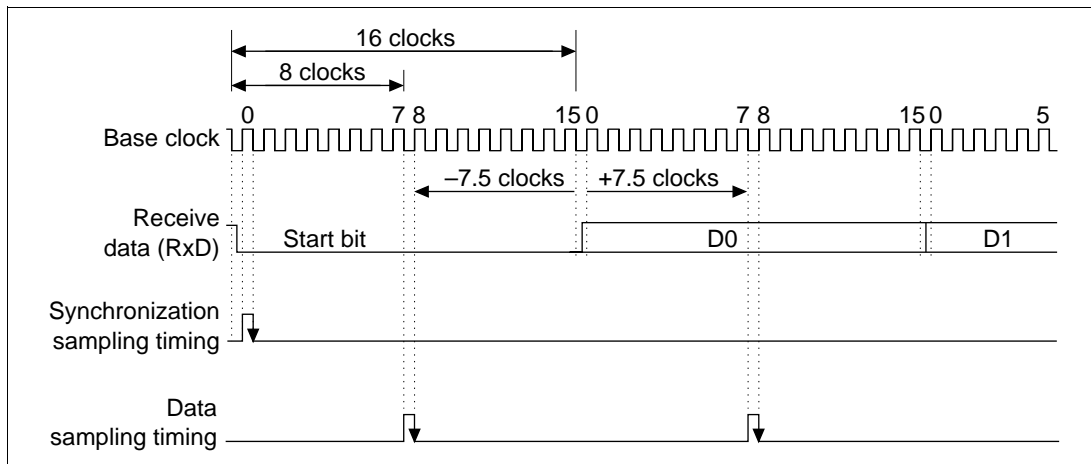 16 clocks
8 clocks
0 7 8 15 0 7 8 15 0 5
Base clock
–7.5 clocks +7.5 clocks
Receive
data (RxD)
Start bit D0 D1
Synchronization
sampling timing
Data
sampling timing